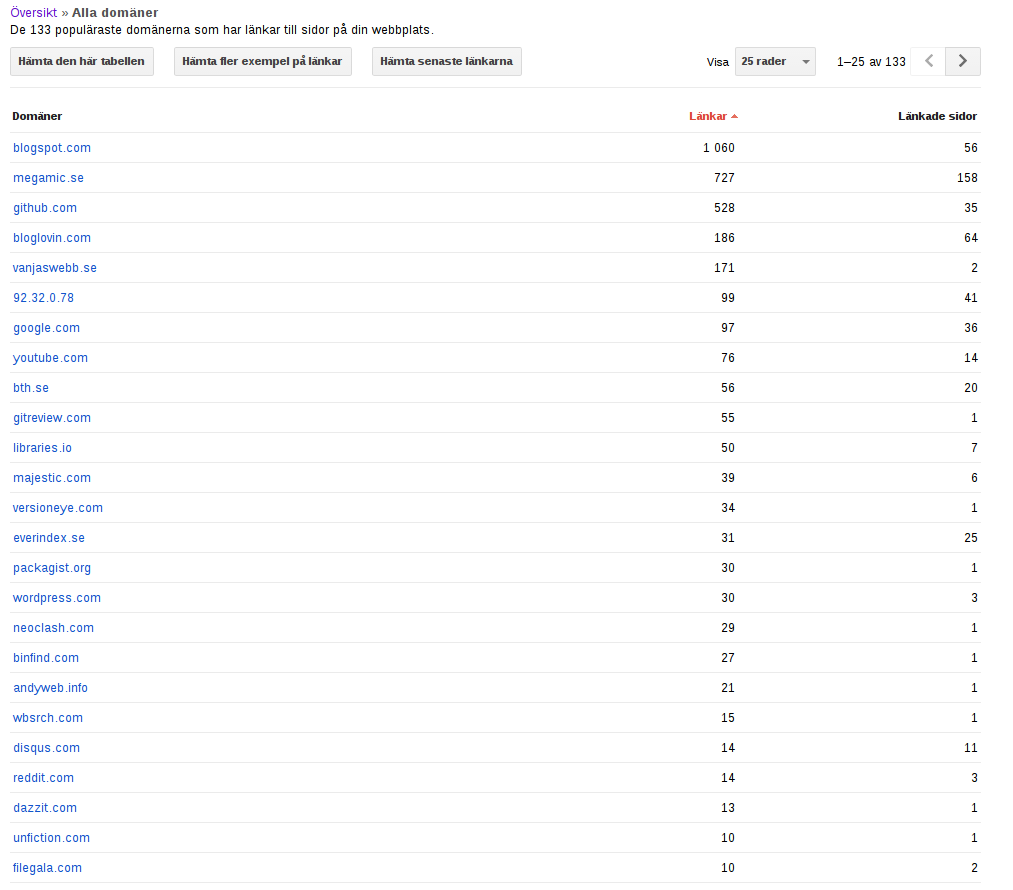 Översikt » Alla domäner
De 133 populäraste domänerna som har länkar till sidor på din webbplats.
Hämta den här tabellen Hämta fler exempel på länkar Hämta senaste länkarna Visa 25 rader 1–25 av 133
Domäner Länkar Länkade sidor
blogspot.com 1 060 56
megamic.se 727 158
github.com 528 35
bloglovin.com 186 64
vanjaswebb.se 171 2
92.32.0.78 99 41
google.com 97 36
youtube.com 76 14
bth.se 56 20
gitreview.com 55 1
libraries.io 50 7
majestic.com 39 6
versioneye.com 34 1
everindex.se 31 25
packagist.org 30 1
wordpress.com 30 3
neoclash.com 29 1
binfind.com 27 1
andyweb.info 21 1
wbsrch.com 15 1
disqus.com 14 11
reddit.com 14 3
dazzit.com 13 1
unfiction.com 10 1
filegala.com 10 2